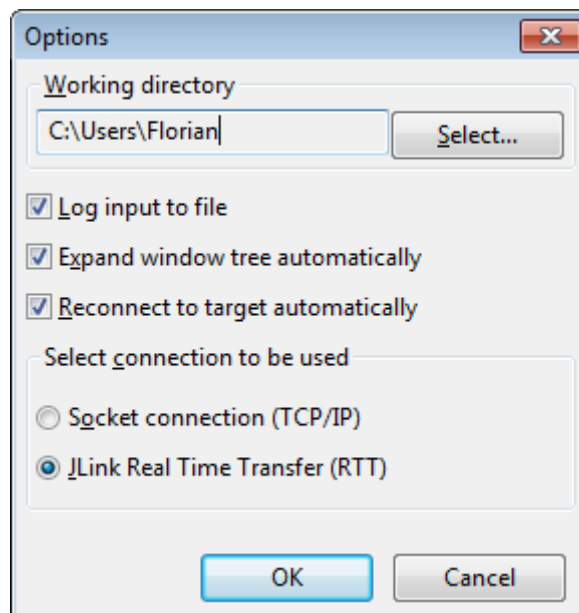 Options
Working directory
C:\Users\Florian
Select...
Log input to file
Expand window tree automatically
Reconnect to target automatically
Select connection to be used
Socket connection (TCP/IP)
JLink Real Time Transfer (RTT)
OK
Cancel